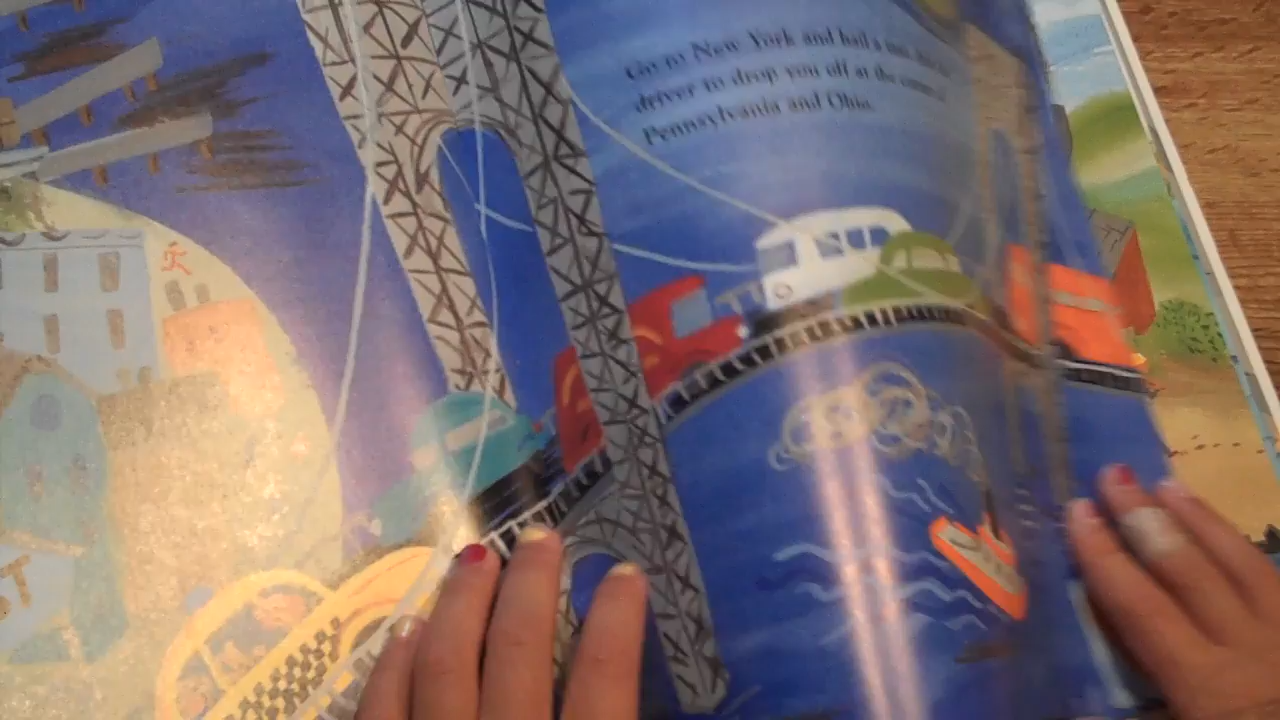 Go to New York and hail a
driver to drop you off at the
Pennsylvania and Ohio.